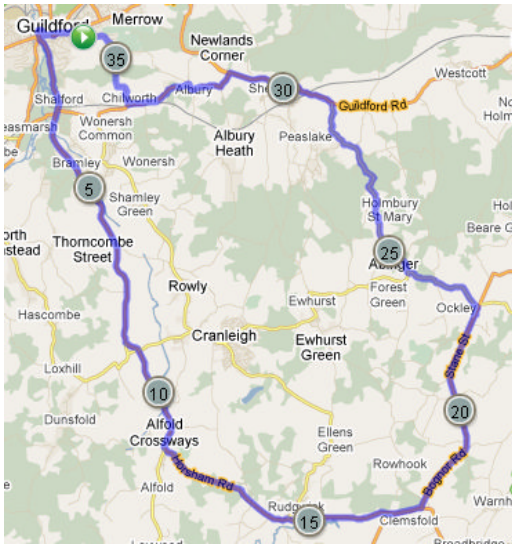 Guildford
Merrow
35
Newlands
Corner
Westcott
Shalford
Chilworth
Albury
30
Guildford Rd
Wonersh
Common
Albury
Heath
Peaslake
Bramley
Wonersh
5
Shamley
Green
Holmbury
St Mary
Thorncombe
Street
25
Abinger
Rowly
Forest
Green
Ewhurst
Ockley
Hascombe
Cranleigh
Ewhurst
Green
Stane St
Loxhill
10
20
Dunsfold
Alfold
Crossways
Ellens
Green
Horsham Rd
Rowhook
Bognor Rd
Alfold
Rudgwick
15
Clemsfold